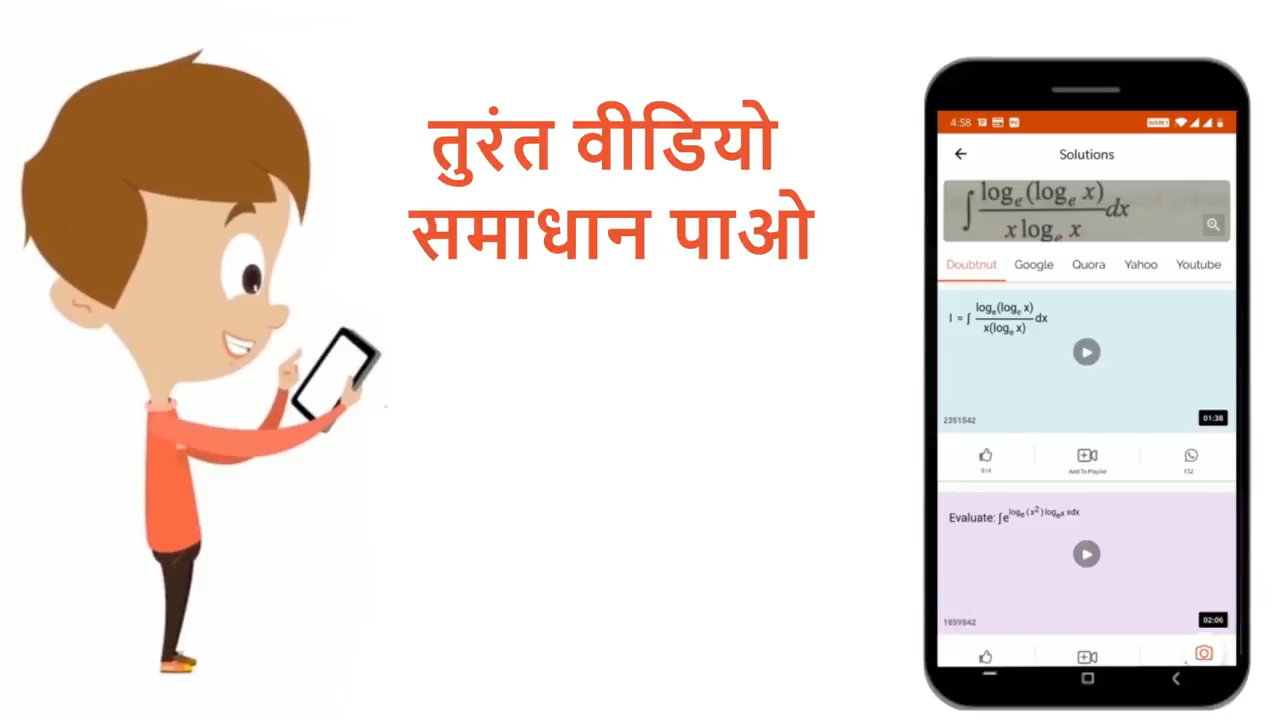 तुरंत वीडियो
समाधान पाओ
4:58
Solutions
∫ logₑ(logₑ x) / x logₑ x dx
Doubtnut Google Quora Yahoo Youtube
I = ∫ logₑ(logₑ x) / x(logₑ x) dx
2351542
01:38
914
Add To Playlist
152
Evaluate: ∫e^logₑ(x²) logₑx xdx
1859842
02:06